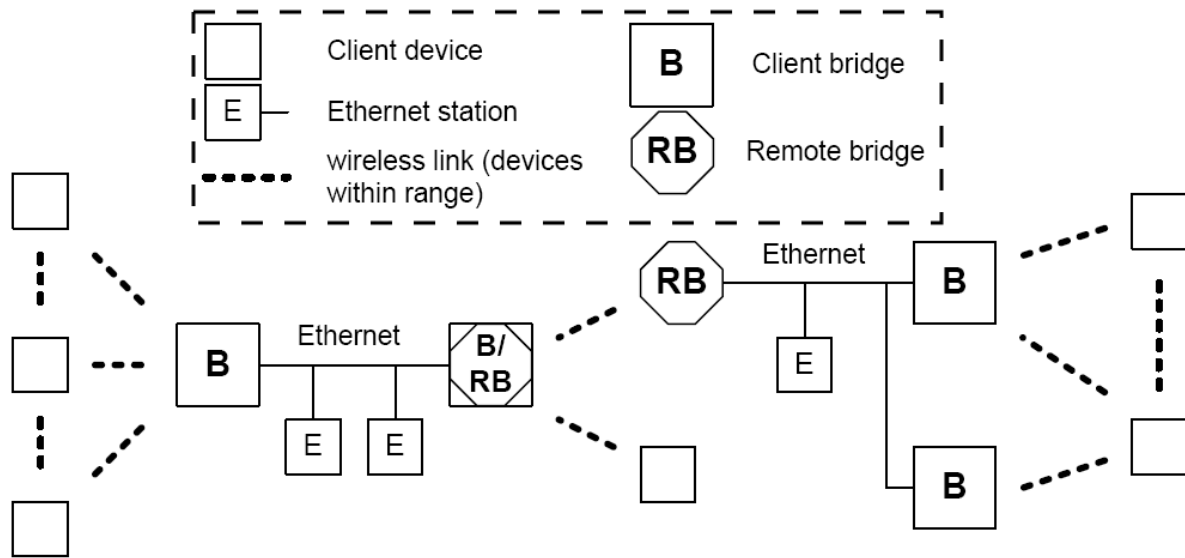 Client device
B
Client bridge
E
Ethernet station
RB
Remote bridge
wireless link (devices
within range)
RB
Ethernet
B
Ethernet
B
B/
RB
E
E
E
B